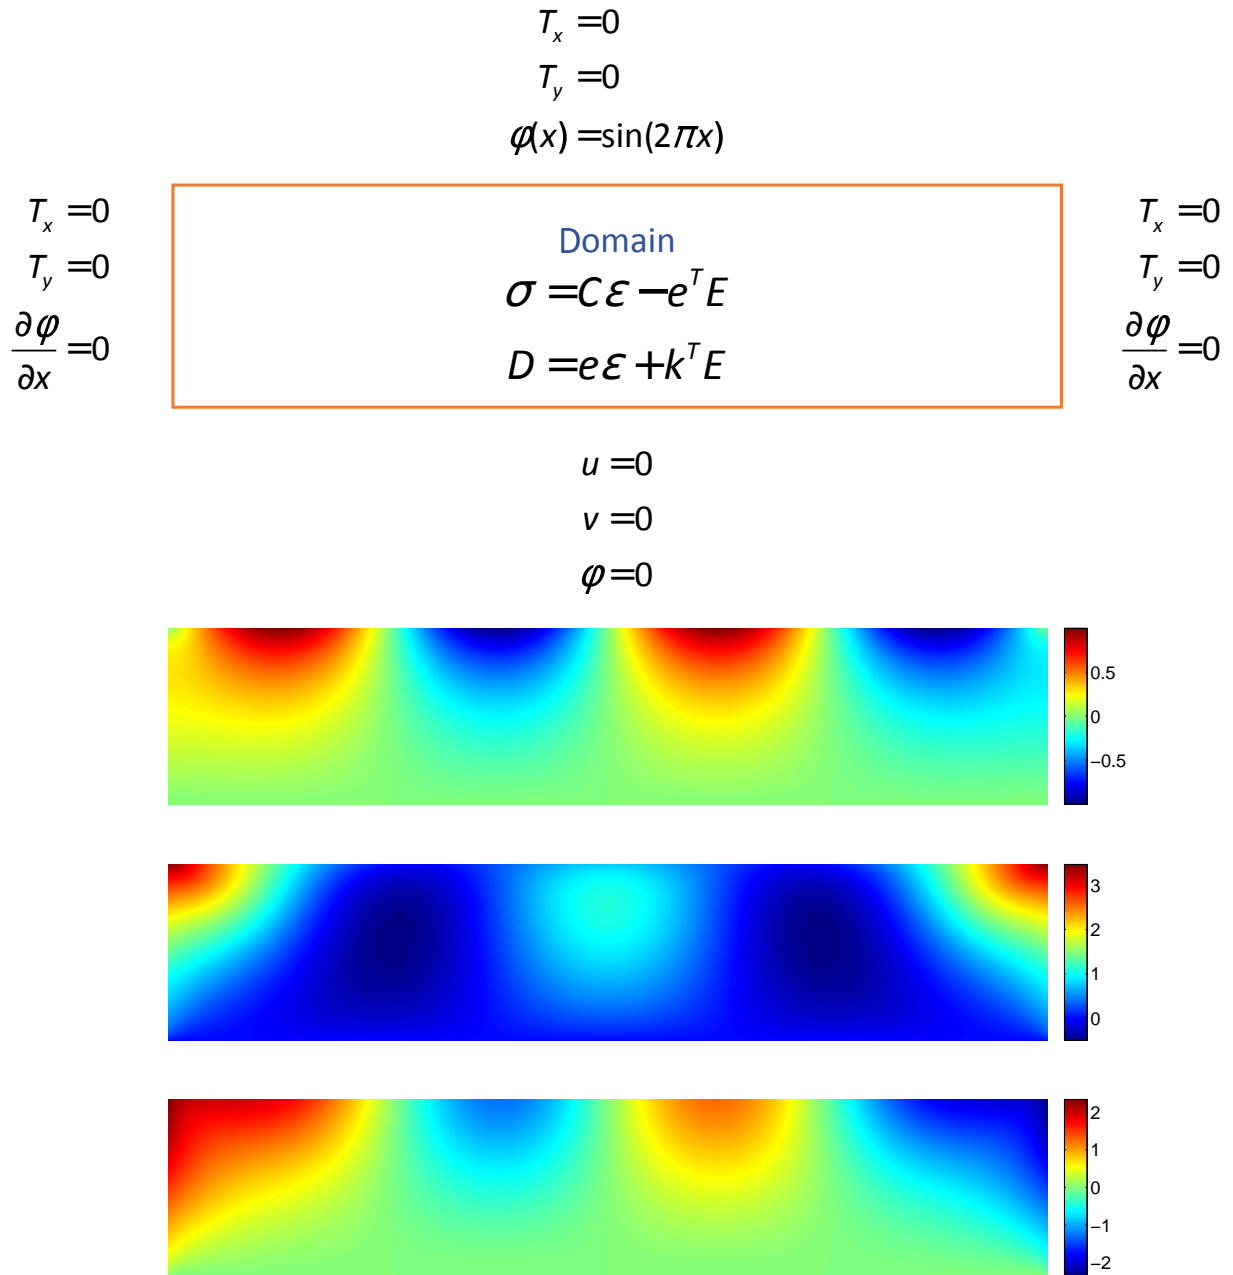 T_x = 0
T_y = 0
φ(x) = sin(2πx)
T_x = 0
T_y = 0
∂φ/∂x = 0
Domain
σ = Cε − e^T E
D = eε + k^T E
T_x = 0
T_y = 0
∂φ/∂x = 0
u = 0
v = 0
φ = 0
0.5
0
−0.5
3
2
1
0
2
1
0
−1
−2